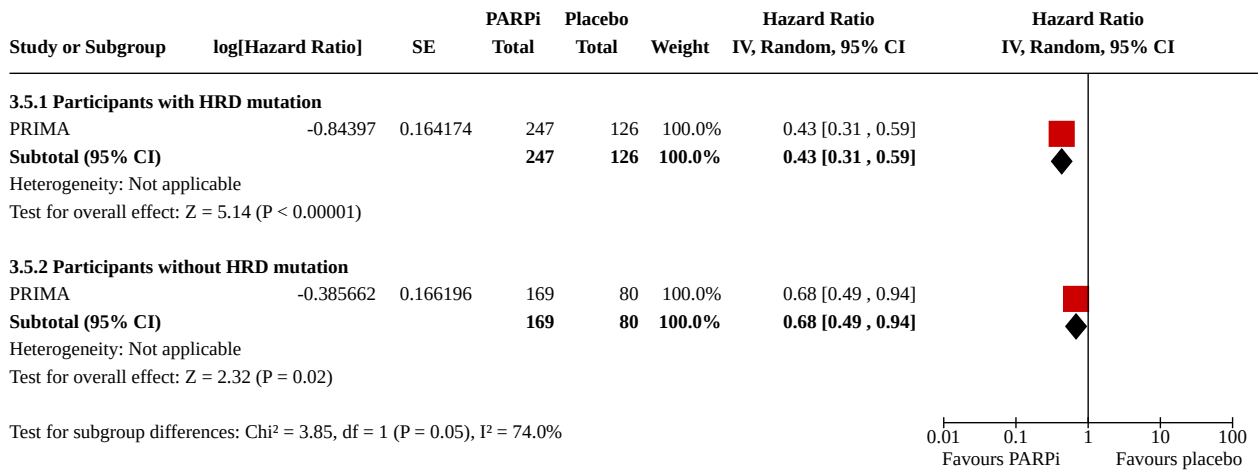 PARPi Placebo Hazard Ratio Hazard Ratio
Study or Subgroup log[Hazard Ratio] SE Total Total Weight IV, Random, 95% CI IV, Random, 95% CI
3.5.1 Participants with HRD mutation
PRIMA -0.84397 0.164174 247 126 100.0% 0.43 [0.31 , 0.59]
Subtotal (95% CI) 247 126 100.0% 0.43 [0.31 , 0.59]
Heterogeneity: Not applicable
Test for overall effect: Z = 5.14 (P < 0.00001)
3.5.2 Participants without HRD mutation
PRIMA -0.385662 0.166196 169 80 100.0% 0.68 [0.49 , 0.94]
Subtotal (95% CI) 169 80 100.0% 0.68 [0.49 , 0.94]
Heterogeneity: Not applicable
Test for overall effect: Z = 2.32 (P = 0.02)
Test for subgroup differences: Chi² = 3.85, df = 1 (P = 0.05), I² = 74.0%
0.01 0.1 1 10 100
Favours PARPi Favours placebo